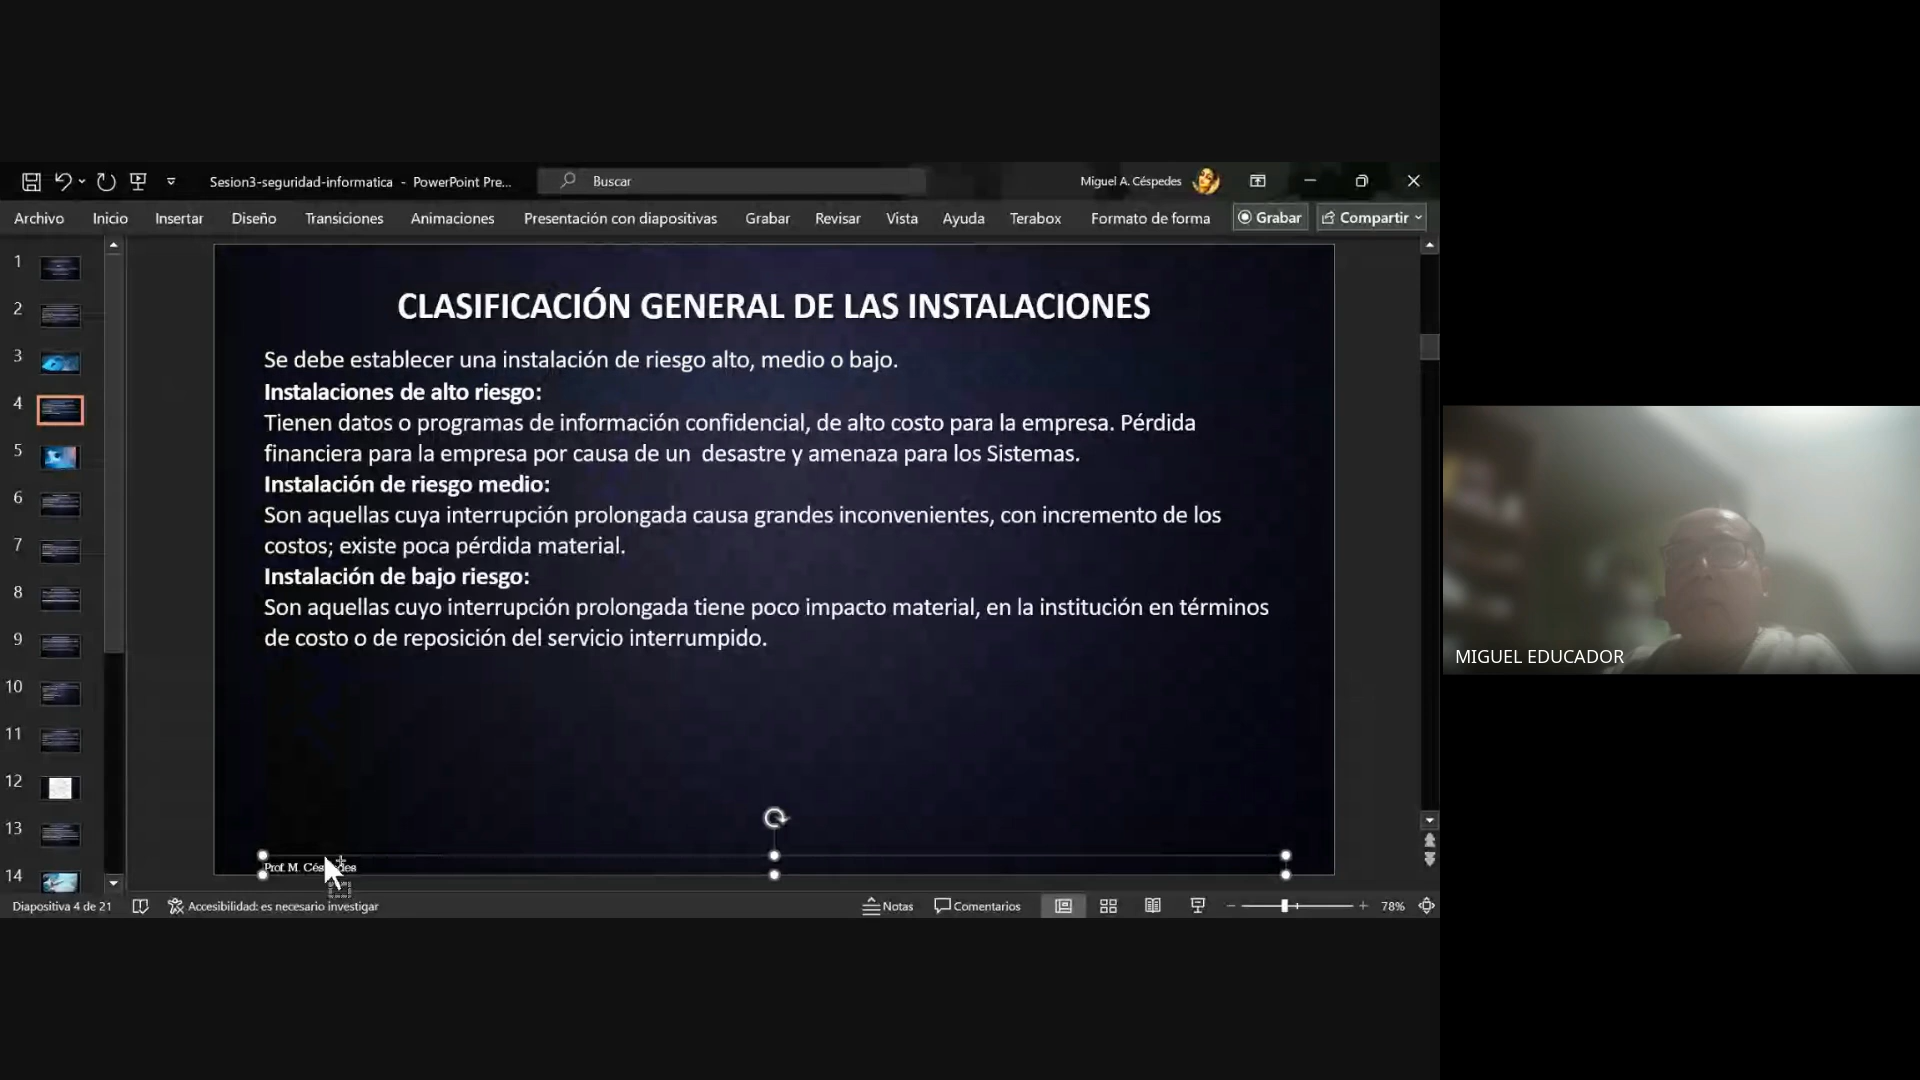 Sesion3-seguridad-informatica - PowerPoint Pre...
Buscar
Miguel A. Céspedes
Archivo Inicio Insertar Diseño Transiciones Animaciones Presentación con diapositivas Grabar Revisar Vista Ayuda Terabox Formato de forma Grabar Compartir
1
2
3
4
5
6
7
8
9
10
11
12
13
14
CLASIFICACIÓN GENERAL DE LAS INSTALACIONES
Se debe establecer una instalación de riesgo alto, medio o bajo.
Instalaciones de alto riesgo:
Tienen datos o programas de información confidencial, de alto costo para la empresa. Pérdida
financiera para la empresa por causa de un desastre y amenaza para los Sistemas.
Instalación de riesgo medio:
Son aquellas cuya interrupción prolongada causa grandes inconvenientes, con incremento de los
costos; existe poca pérdida material.
Instalación de bajo riesgo:
Son aquellas cuyo interrupción prolongada tiene poco impacto material, en la institución en términos
de costo o de reposición del servicio interrumpido.
Prof. M.
Diapositiva 4 de 21 Accesibilidad: es necesario investigar Notas Comentarios 78%
MIGUEL EDUCADOR